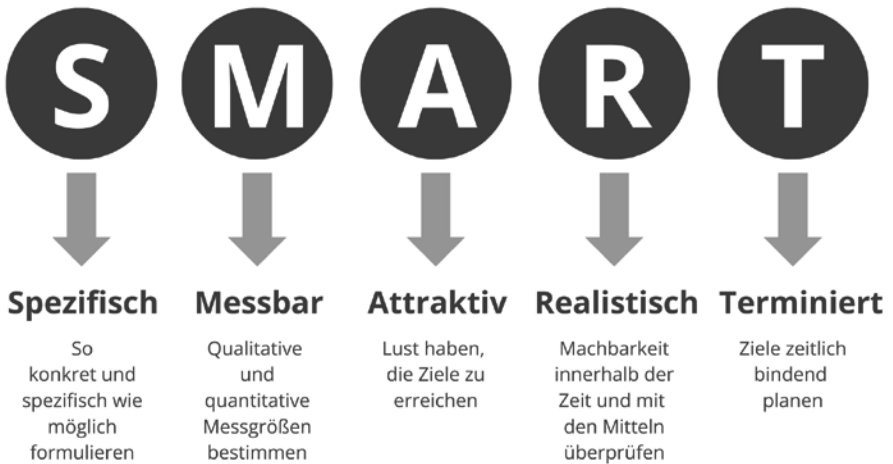 S M A R T
Spezifisch
So
konkret und
spezifisch wie
möglich
formulieren
Messbar
Qualitative
und
quantitative
Messgrößen
bestimmen
Attraktiv
Lust haben,
die Ziele zu
erreichen
Realistisch
Machbarkeit
innerhalb der
Zeit und mit
den Mitteln
überprüfen
Terminiert
Ziele zeitlich
bindend
planen